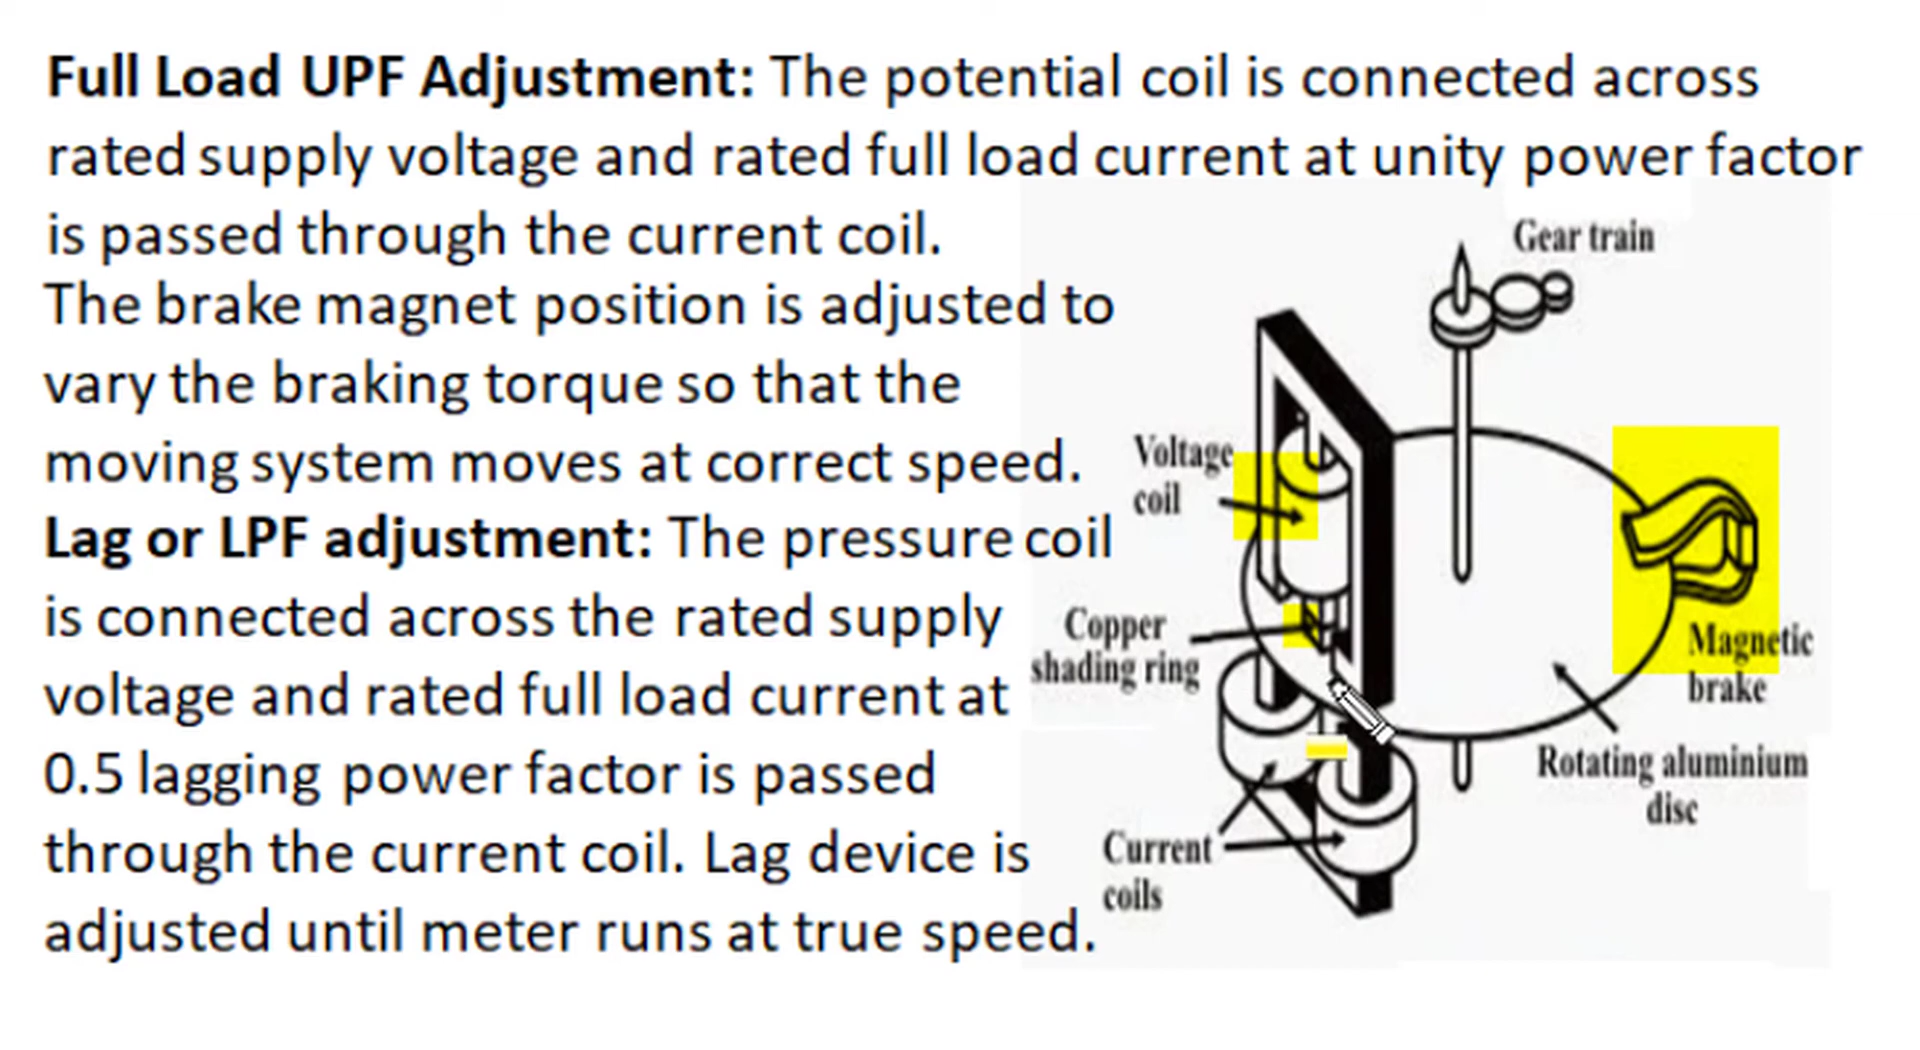 Full Load UPF Adjustment: The potential coil is connected across
rated supply voltage and rated full load current at unity power factor
is passed through the current coil.
The brake magnet position is adjusted to
vary the braking torque so that the
moving system moves at correct speed.
Lag or LPF adjustment: The pressure coil
is connected across the rated supply
voltage and rated full load current at
0.5 lagging power factor is passed
through the current coil. Lag device is
adjusted until meter runs at true speed.
Gear train
Voltage
coil
Copper
shading ring
Magnetic
brake
Rotating aluminium
disc
Current
coils